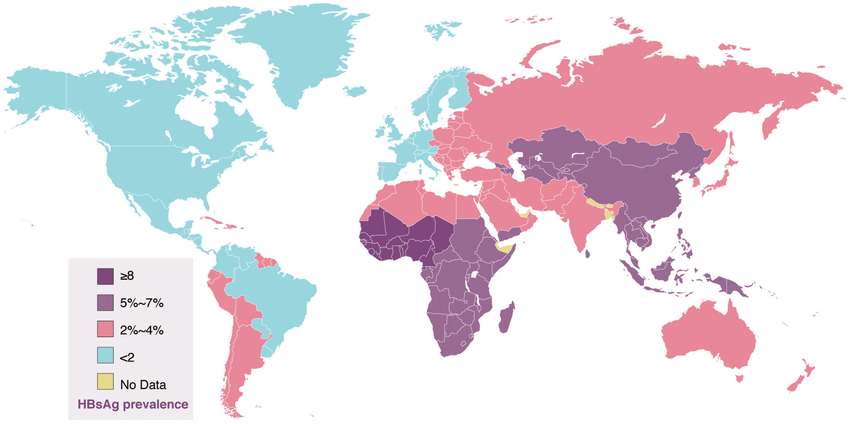 ≥8
5%~7%
2%~4%
<2
No Data
HBsAg prevalence